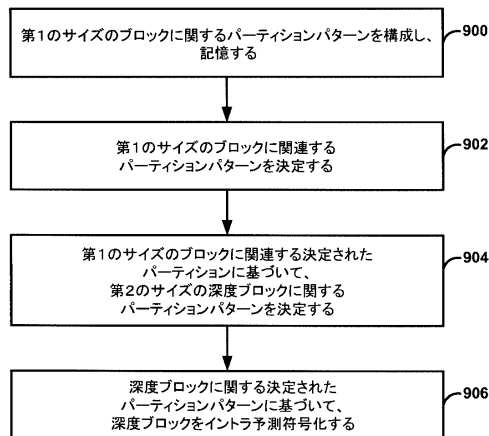 第1のサイズのブロックに関するパーティションパターンを構成し、
記憶する
900
第1のサイズのブロックに関連する
パーティションパターンを決定する
902
第1のサイズのブロックに関連する決定された
パーティションに基づいて、
第2のサイズの深度ブロックに関する
パーティションパターンを決定する
904
深度ブロックに関する決定された
パーティションパターンに基づいて、
深度ブロックをイントラ予測符号化する
906